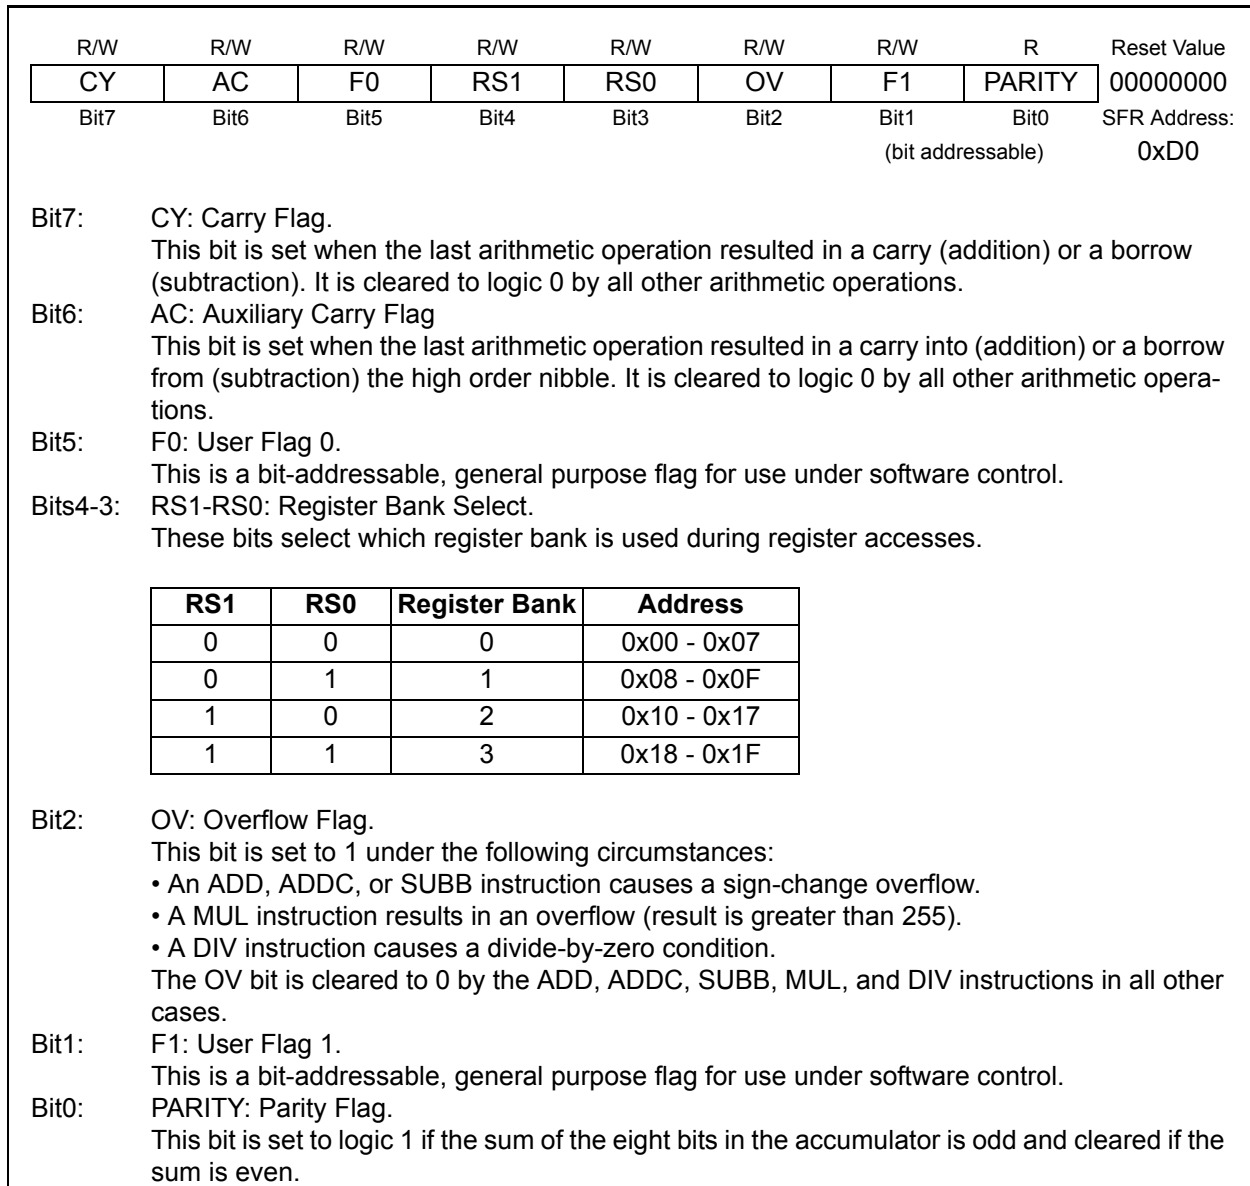 R/W R/W R/W R/W R/W R/W R/W R Reset Value
CY AC F0 RS1 RS0 OV F1 PARITY 00000000
Bit7 Bit6 Bit5 Bit4 Bit3 Bit2 Bit1 Bit0 SFR Address:
(bit addressable) 0xD0
Bit7: CY: Carry Flag.
This bit is set when the last arithmetic operation resulted in a carry (addition) or a borrow
(subtraction). It is cleared to logic 0 by all other arithmetic operations.
Bit6: AC: Auxiliary Carry Flag
This bit is set when the last arithmetic operation resulted in a carry into (addition) or a borrow
from (subtraction) the high order nibble. It is cleared to logic 0 by all other arithmetic opera-
tions.
Bit5: F0: User Flag 0.
This is a bit-addressable, general purpose flag for use under software control.
Bits4-3: RS1-RS0: Register Bank Select.
These bits select which register bank is used during register accesses.
RS1 RS0 Register Bank Address
0 0 0 0x00 - 0x07
0 1 1 0x08 - 0x0F
1 0 2 0x10 - 0x17
1 1 3 0x18 - 0x1F
Bit2: OV: Overflow Flag.
This bit is set to 1 under the following circumstances:
• An ADD, ADDC, or SUBB instruction causes a sign-change overflow.
• A MUL instruction results in an overflow (result is greater than 255).
• A DIV instruction causes a divide-by-zero condition.
The OV bit is cleared to 0 by the ADD, ADDC, SUBB, MUL, and DIV instructions in all other
cases.
Bit1: F1: User Flag 1.
This is a bit-addressable, general purpose flag for use under software control.
Bit0: PARITY: Parity Flag.
This bit is set to logic 1 if the sum of the eight bits in the accumulator is odd and cleared if the
sum is even.